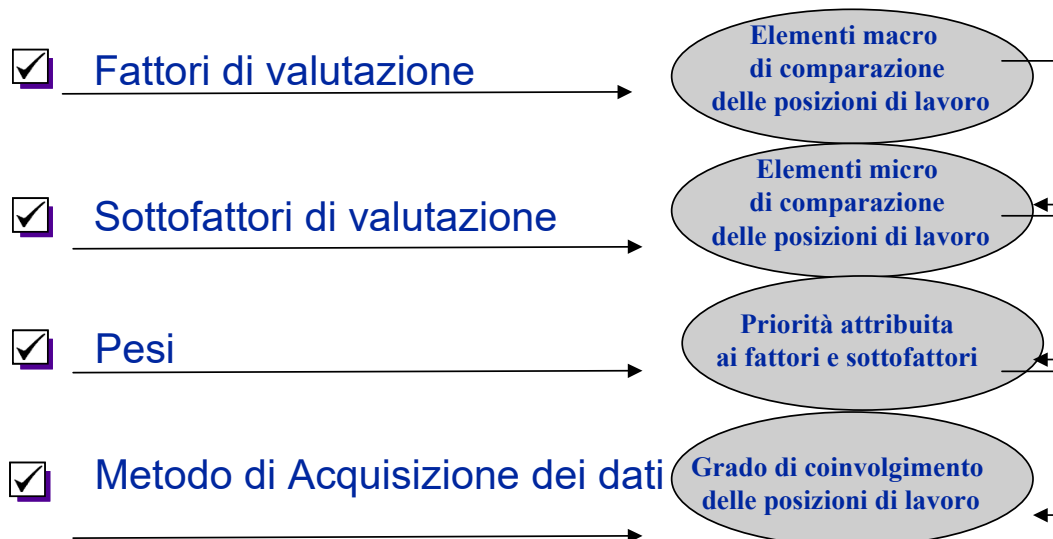 Fattori di valutazione
Elementi macro
di comparazione
delle posizioni di lavoro
Sottofattori di valutazione
Elementi micro
di comparazione
delle posizioni di lavoro
Pesi
Priorità attribuita
ai fattori e sottofattori
Metodo di Acquisizione dei dati
Grado di coinvolgimento
delle posizioni di lavoro